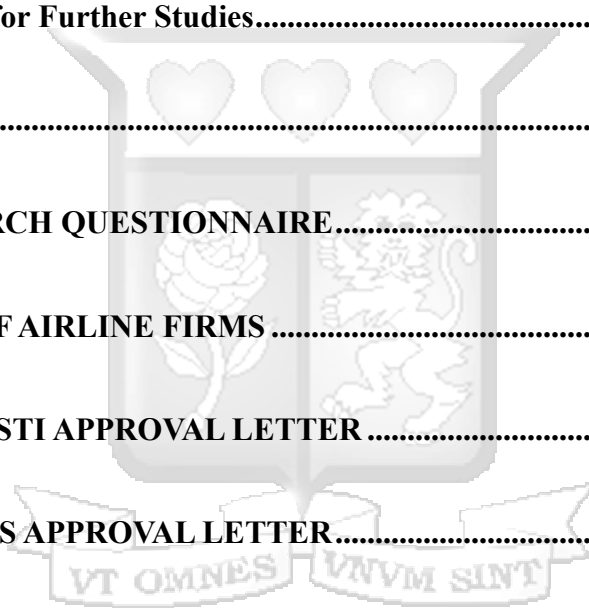 for Further Studies................................................
................................................................................
RCH QUESTIONNAIRE....................................
F AIRLINE FIRMS .............................................
STI APPROVAL LETTER ................................
S APPROVAL LETTER....................................
VT OMNES VNVM SINT